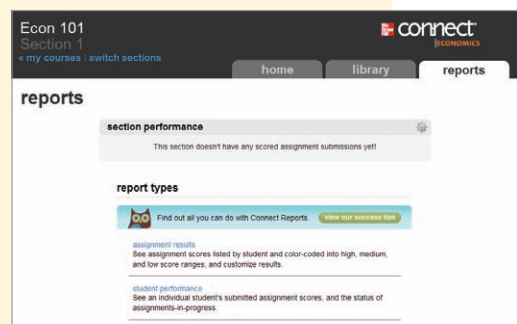 Econ 101
Section 1
« my courses | switch sections
connect
ECONOMICS
home
library
reports
reports
section performance
This section doesn't have any scored assignment submissions yet!
report types
Find out all you can do with Connect Reports.
view our success tips
assignment results
See assignment scores listed by student and color-coded into high, medium,
and low score ranges, and customize results.
student performance
See an individual student's submitted assignment scores, and the status of
assignments-in-progress.